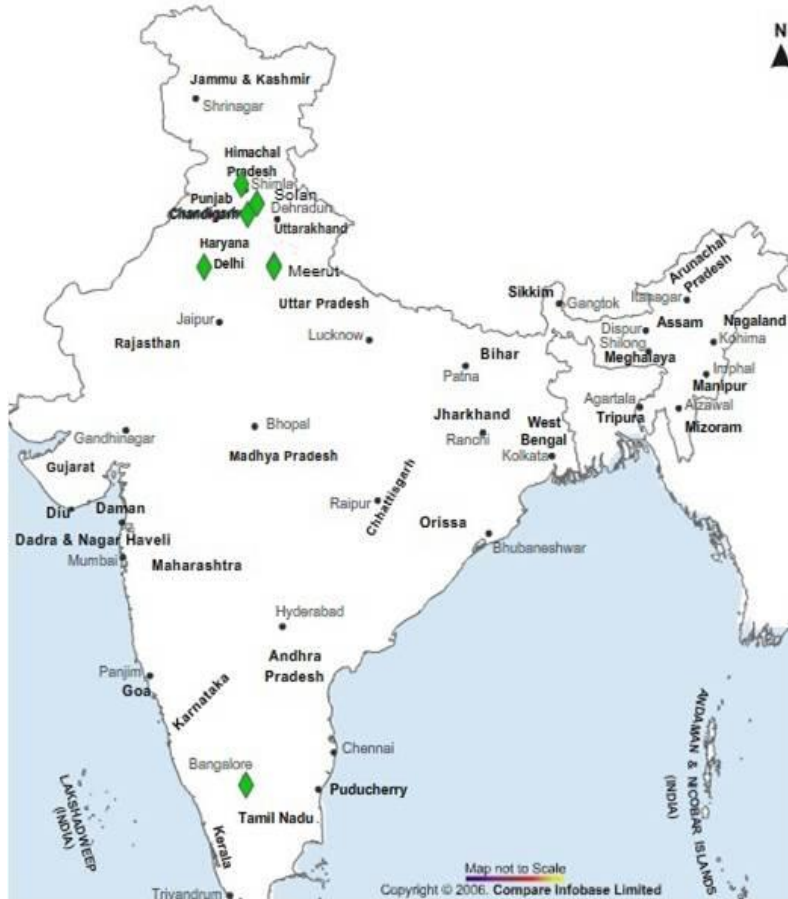 N
Jammu & Kashmir
Shrinagar
Himachal
Pradesh
Shimla
Punjab
Solan
Chandigarh
Dehradun
Uttarakhand
Haryana
Delhi
Meerut
Uttar Pradesh
Jaipur
Lucknow
Rajasthan
Sikkim
Gangtok
Arunachal
Pradesh
Itanagar
Dispur
Assam
Nagaland
Shilong
Kohima
Meghalaya
Bihar
Patna
Imphal
Manipur
Agartala
Aizawal
Tripura
Mizoram
Jharkhand
Ranchi
West
Bengal
Kolkata
Gandhinagar
Bhopal
Madhya Pradesh
Gujarat
Chhattisgarh
Raipur
Diu
Daman
Dadra & Nagar Haveli
Mumbai
Maharashtra
Orissa
Bhubaneshwar
Hyderabad
Andhra
Pradesh
Panjim
Goa
Karnataka
Bangalore
Chennai
Puducherry
Tamil Nadu
Kerala
Trivandrum
LAKSHADWEEP
(INDIA)
ANDAMAN & NICOBAR ISLANDS
(INDIA)
Map not to Scale
Copyright © 2006. Compare Infobase Limited